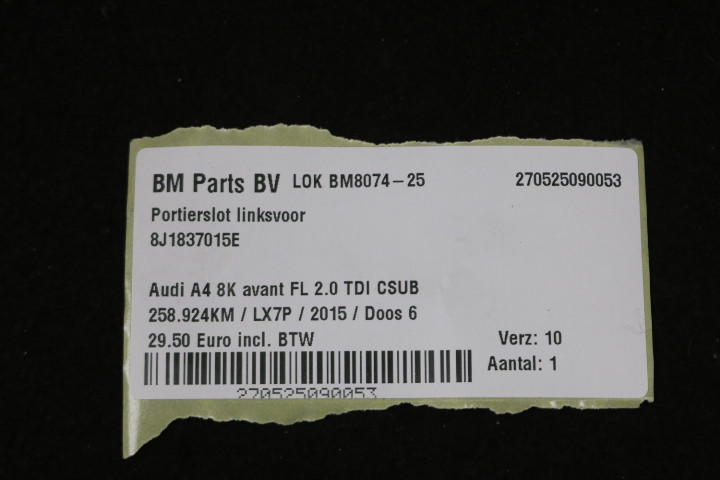 BM Parts BV LOK BM8074-25 270525090053
Portierslot linksvoor
8J1837015E
Audi A4 8K avant FL 2.0 TDI CSUB
258.924KM / LX7P / 2015 / Doos 6
29.50 Euro incl. BTW Verz: 10
Aantal: 1
270525090053